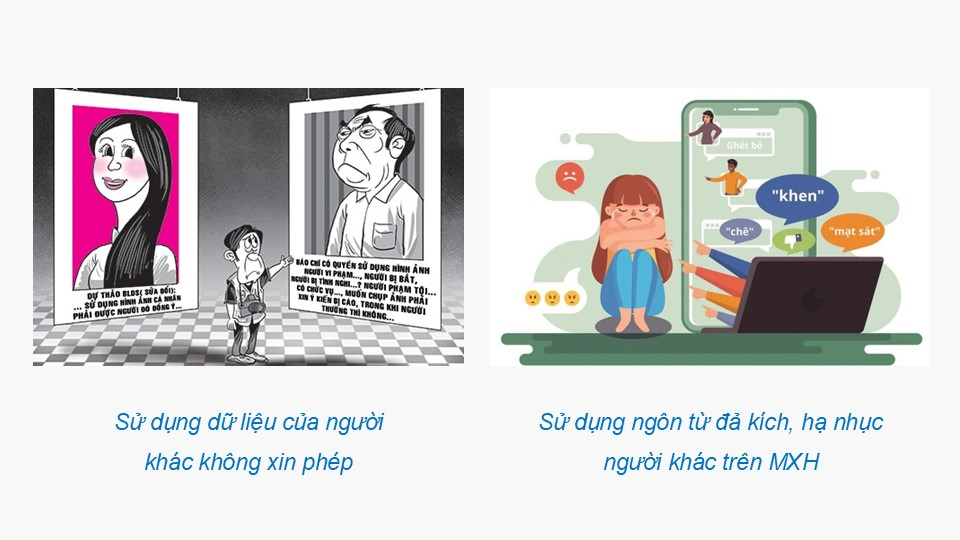 DỰ THẢO BLDS( SỬA ĐỔI):
... SỬ DỤNG HÌNH ẢNH CÁ NHÂN
PHẢI ĐƯỢC NGƯỜI ĐÓ ĐỒNG Ý...
BÁO CHÍ CÓ QUYỀN SỬ DỤNG HÌNH ẢNH
NGƯỜI VI PHẠM..., NGƯỜI BỊ BẮT,
NGƯỜI BỊ TÌNH NGHI...? NGƯỜI PHẠM TỘI...
CÓ CHỨC VỤ..., MUỐN CHỤP ẢNH PHẢI
XIN Ý KIẾN BỊ CÁO, TRONG KHI NGƯỜI
THƯỜNG THÌ KHÔNG...
Ghét bỏ
"khen"
"chê"
"mạt sát"
Sử dụng dữ liệu của người
khác không xin phép
Sử dụng ngôn từ đả kích, hạ nhục
người khác trên MXH